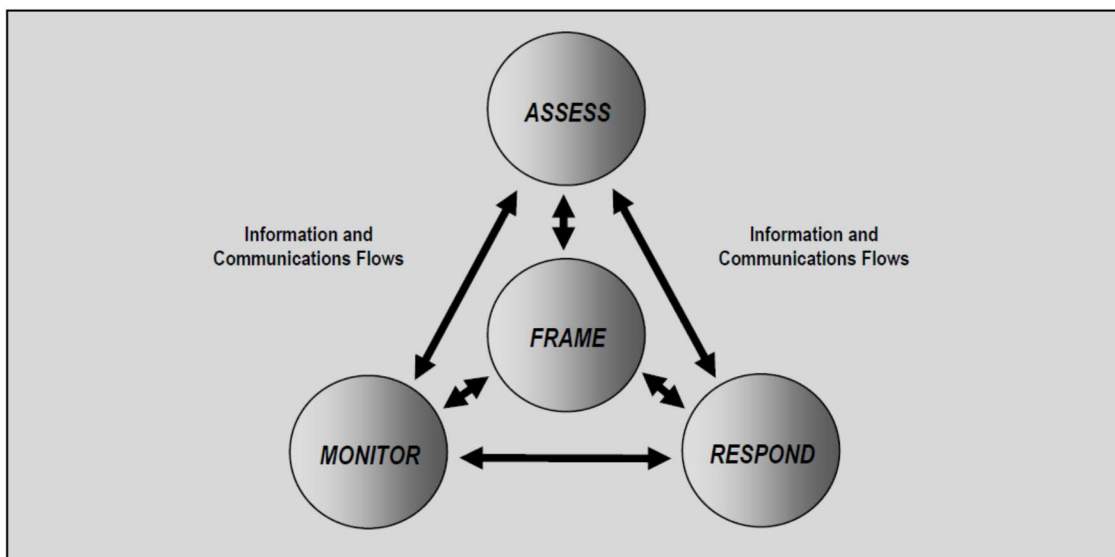 ASSESS
Information and
Communications Flows
Information and
Communications Flows
FRAME
MONITOR
RESPOND